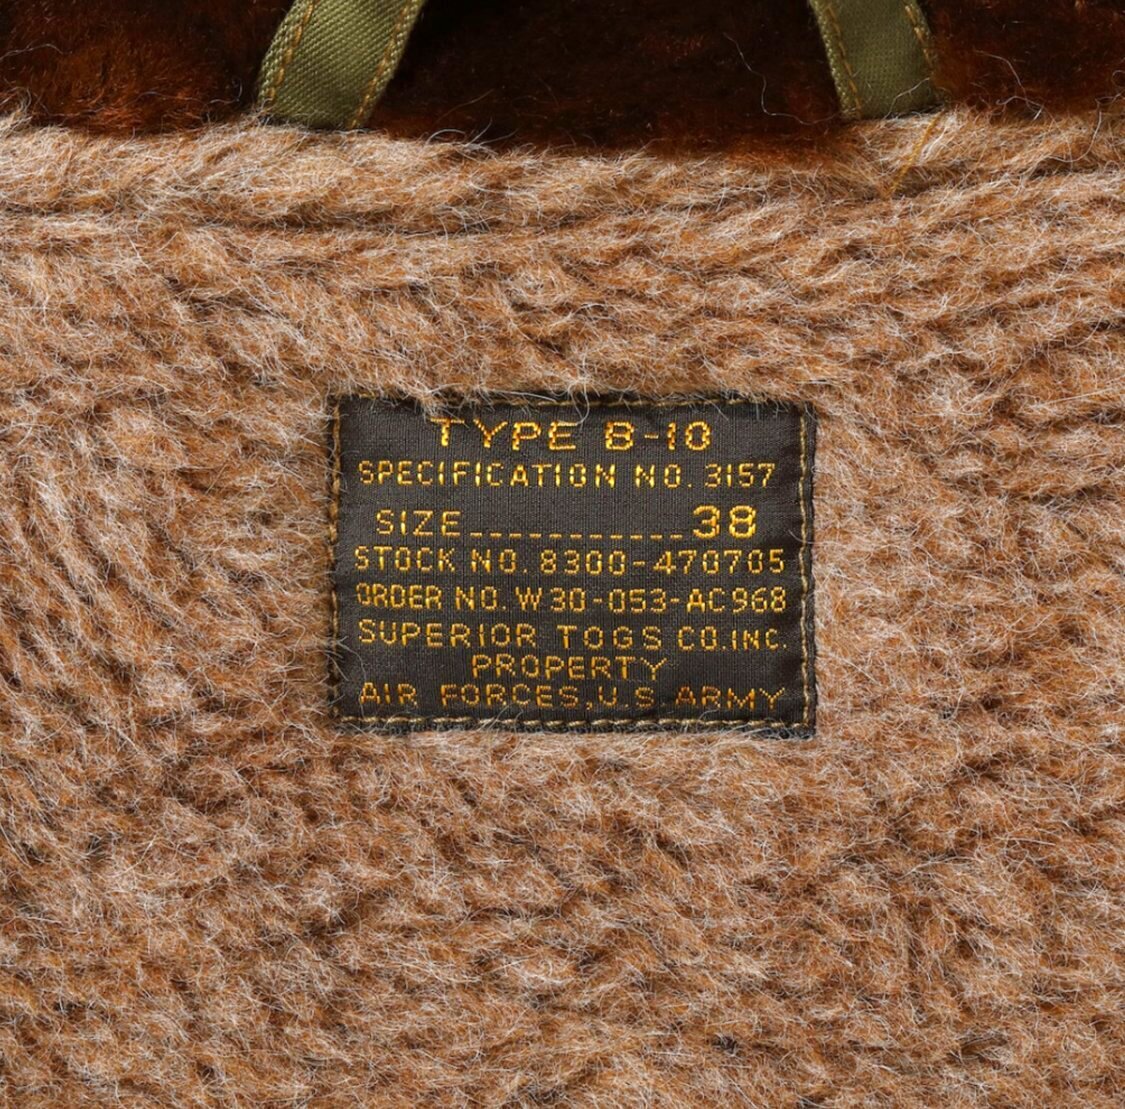 TYPE B-10
SPECIFICATION NO. 3157
SIZE___________38
STOCK NO. 8300-470705
ORDER NO. W30-053-AC968
SUPERIOR TOGS CO.INC.
PROPERTY
AIR FORCES,U.S ARMY